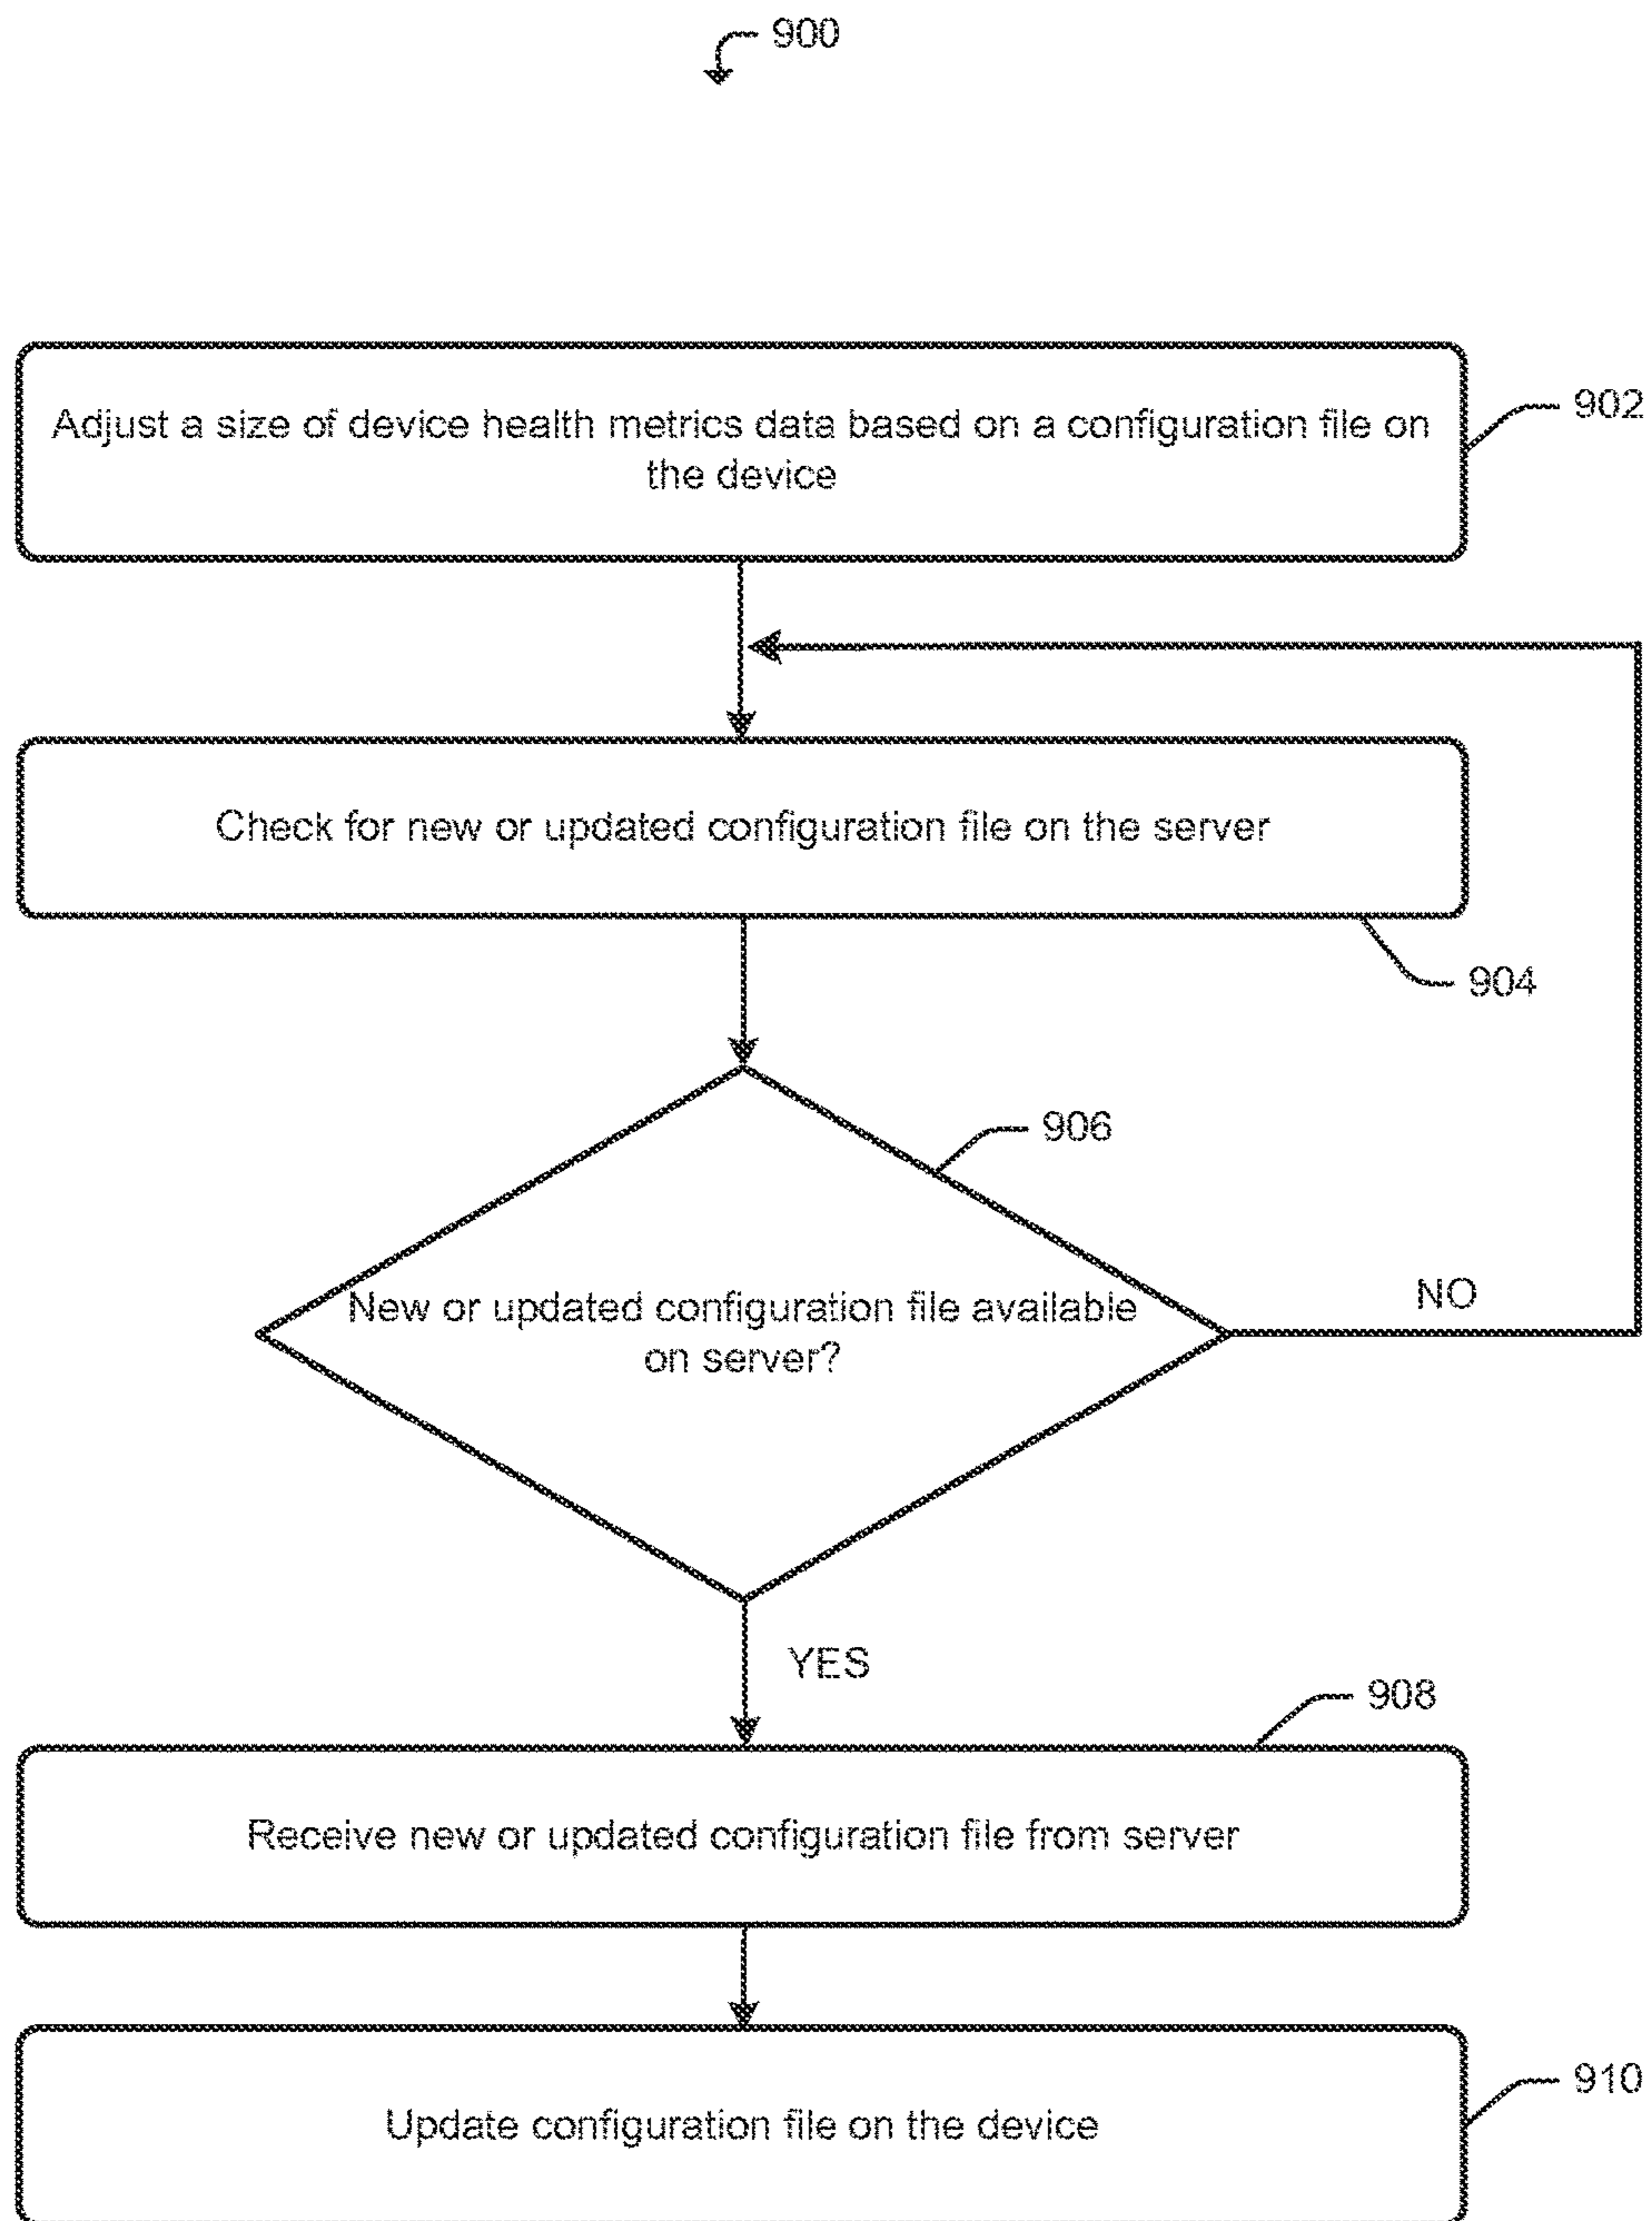 900
Adjust a size of device health metrics data based on a configuration file on
the device
902
Check for new or updated configuration file on the server
904
906
New or updated configuration file available
on server?
NO
YES
908
Receive new or updated configuration file from server
Update configuration file on the device
910